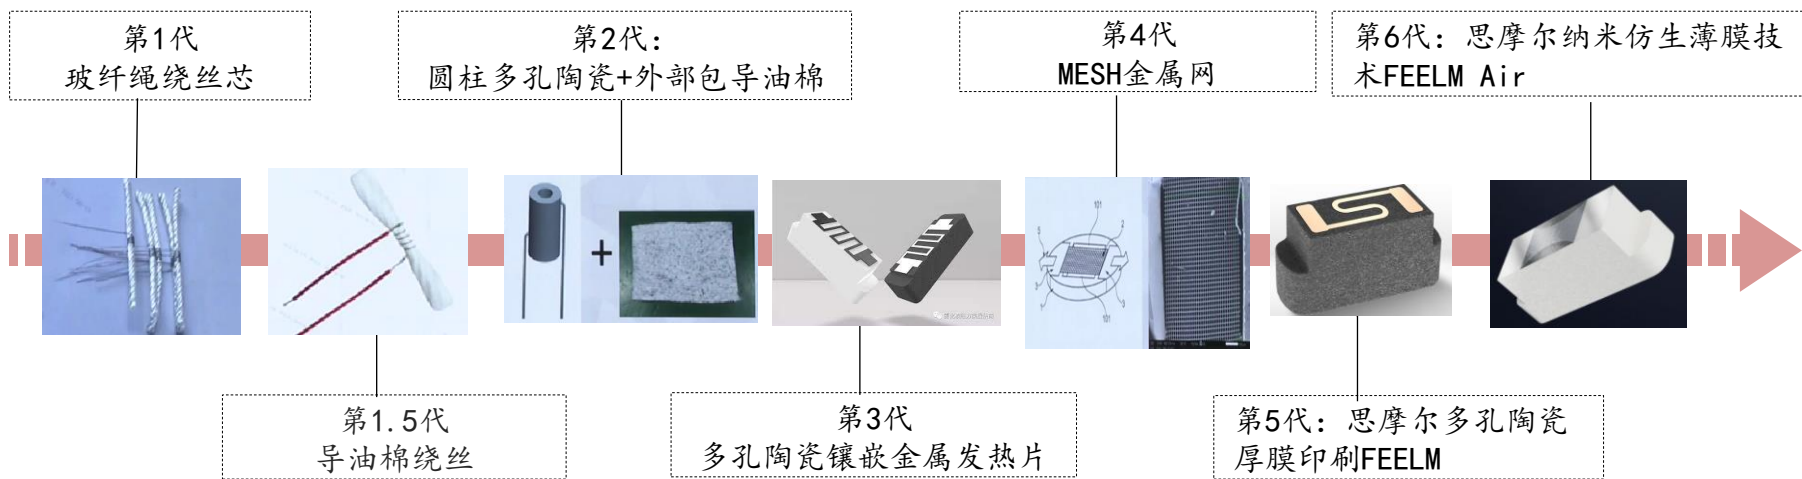 第1代
玻纤绳绕丝芯
第2代：
圆柱多孔陶瓷+外部包导油棉
第4代
MESH金属网
第6代：思摩尔纳米仿生薄膜技
术FEELM Air
+
101
2
101
第1.5代
导油棉绕丝
第3代
多孔陶瓷镶嵌金属发热片
第5代：思摩尔多孔陶瓷
厚膜印刷FEELM